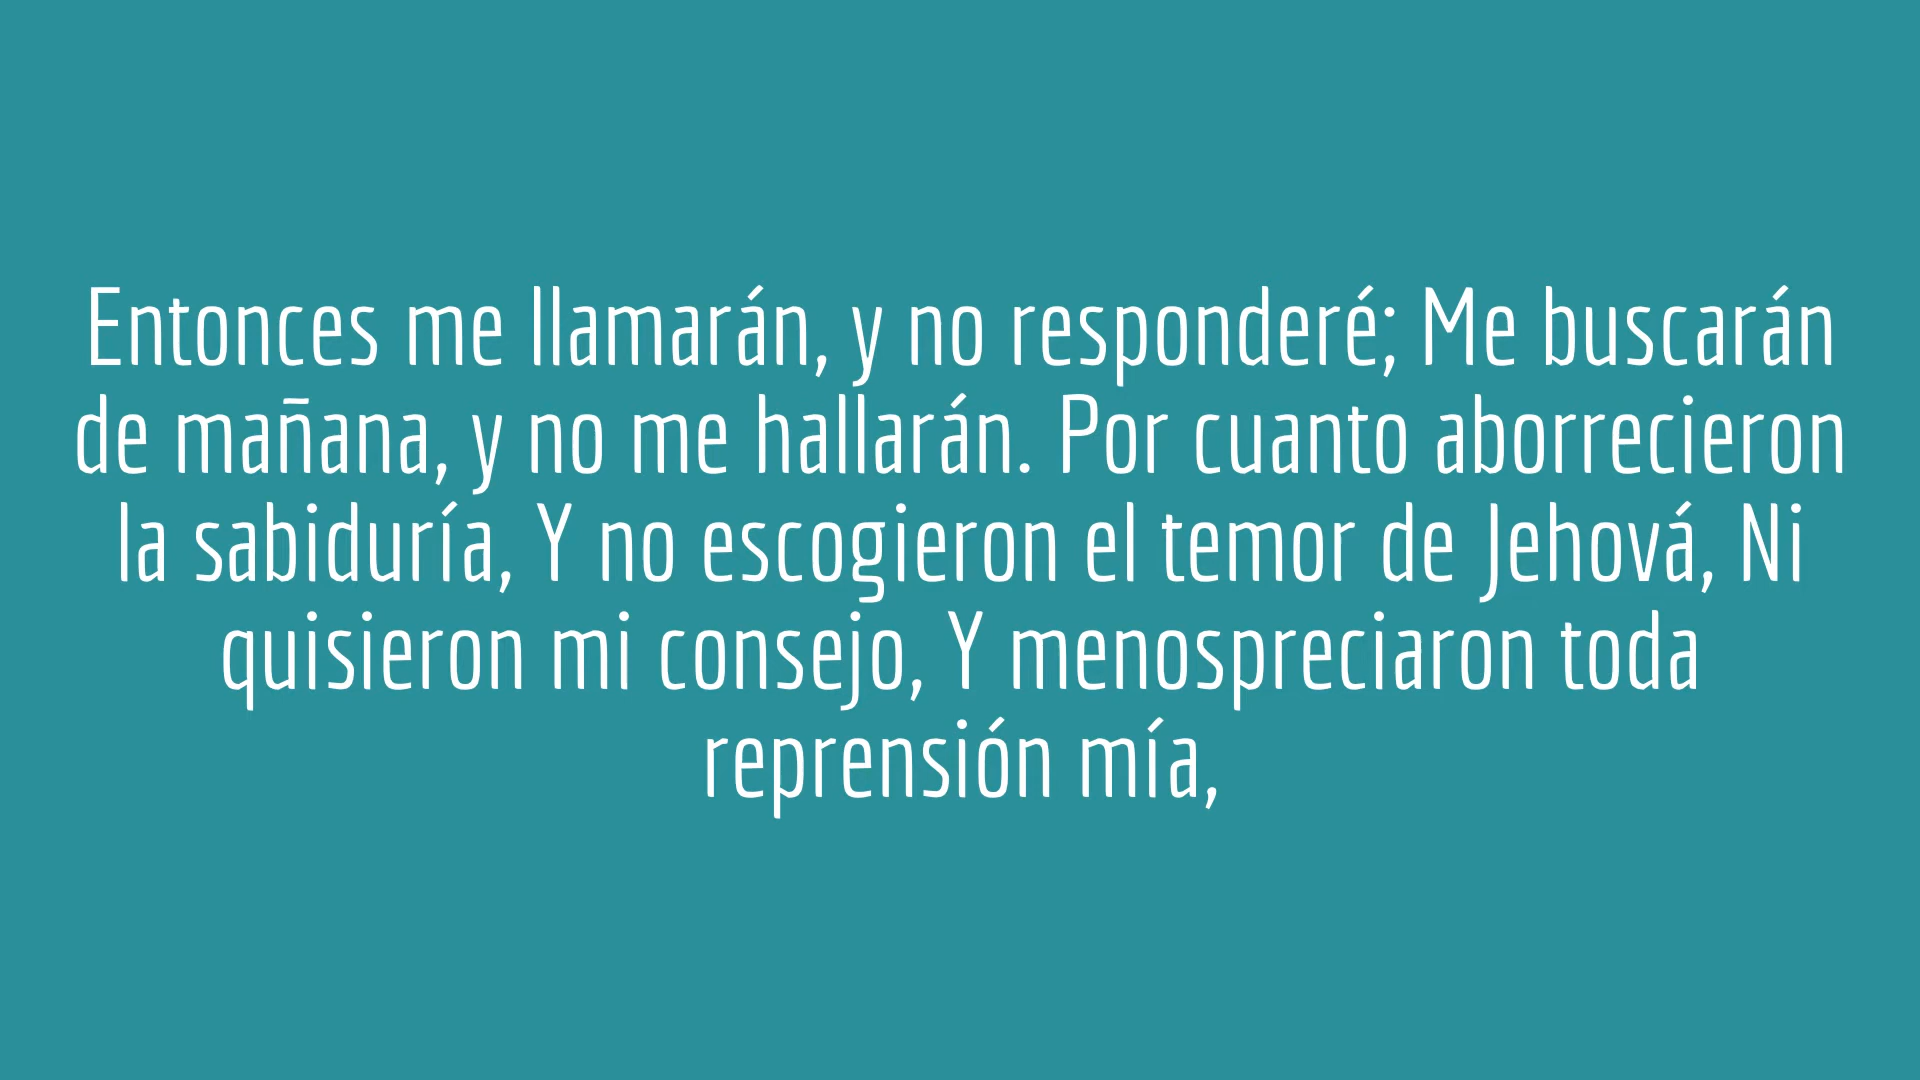 Entonces me llamarán, y no responderé; Me buscarán
de mañana, y no me hallarán. Por cuanto aborrecieron
la sabiduría, Y no escogieron el temor de Jehová, Ni
quisieron mi consejo, Y menospreciaron toda
reprensión mía,